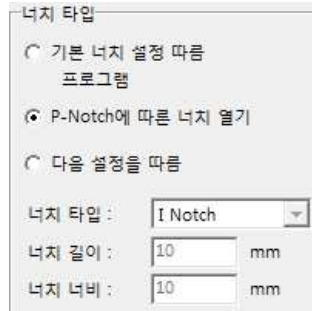 너치 타입
기본 너치 설정 따름
프로그램
P-Notch에 따른 너치 열기
다음 설정을 따름
너치 타입 : I Notch
너치 길이 : 10 mm
너치 너비 : 10 mm